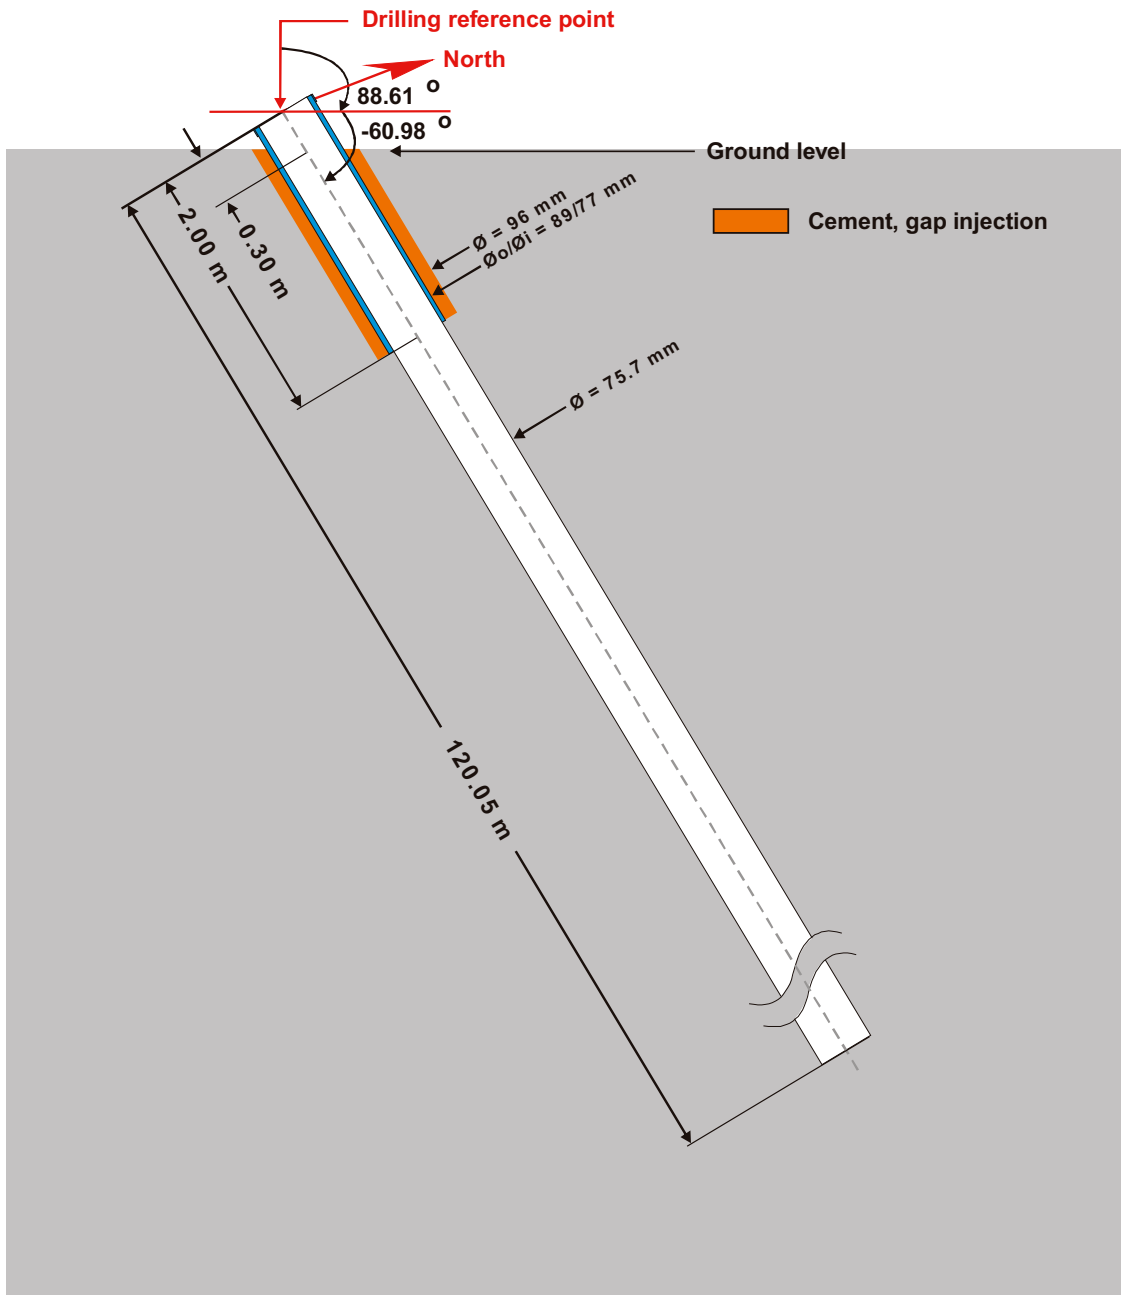 Drilling reference point
North
88.61 °
-60.98 °
Ground level
Ø = 96 mm
Øo/Øi = 89/77 mm
Cement, gap injection
2.00 m
0.30 m
Ø = 75.7 mm
120.05 m